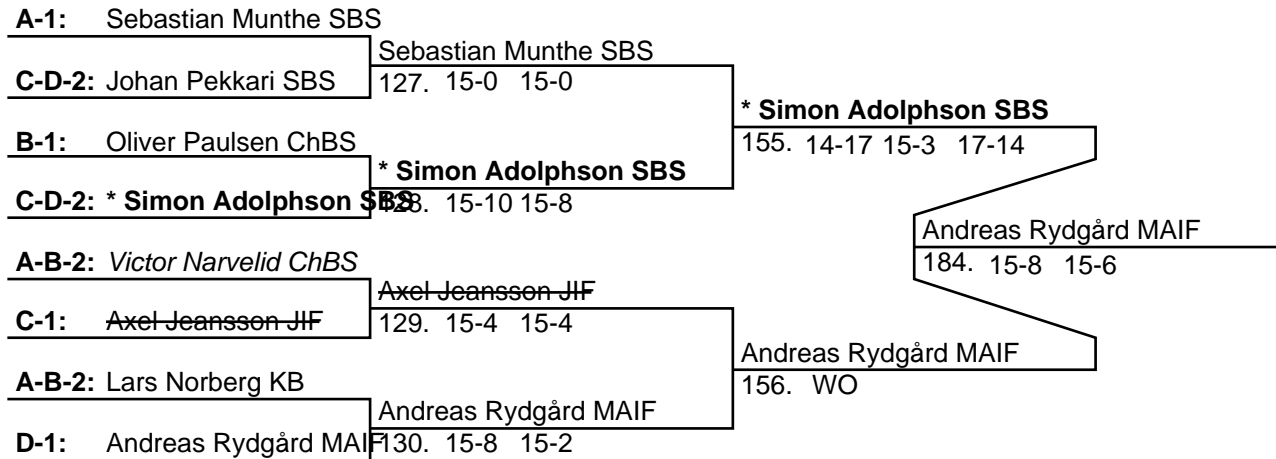 A-1: Sebastian Munthe SBS
Sebastian Munthe SBS
C-D-2: Johan Pekkari SBS
127. 15-0 15-0
* Simon Adolphson SBS
B-1: Oliver Paulsen ChBS
155. 14-17 15-3 17-14
* Simon Adolphson SBS
C-D-2: * Simon Adolphson SBS
128. 15-10 15-8
Andreas Rydgård MAIF
A-B-2: Victor Narvelid ChBS
184. 15-8 15-6
Axel Jeansson JIF
C-1: Axel Jeansson JIF
129. 15-4 15-4
Andreas Rydgård MAIF
A-B-2: Lars Norberg KB
156. WO
Andreas Rydgård MAIF
D-1: Andreas Rydgård MAIF
130. 15-8 15-2